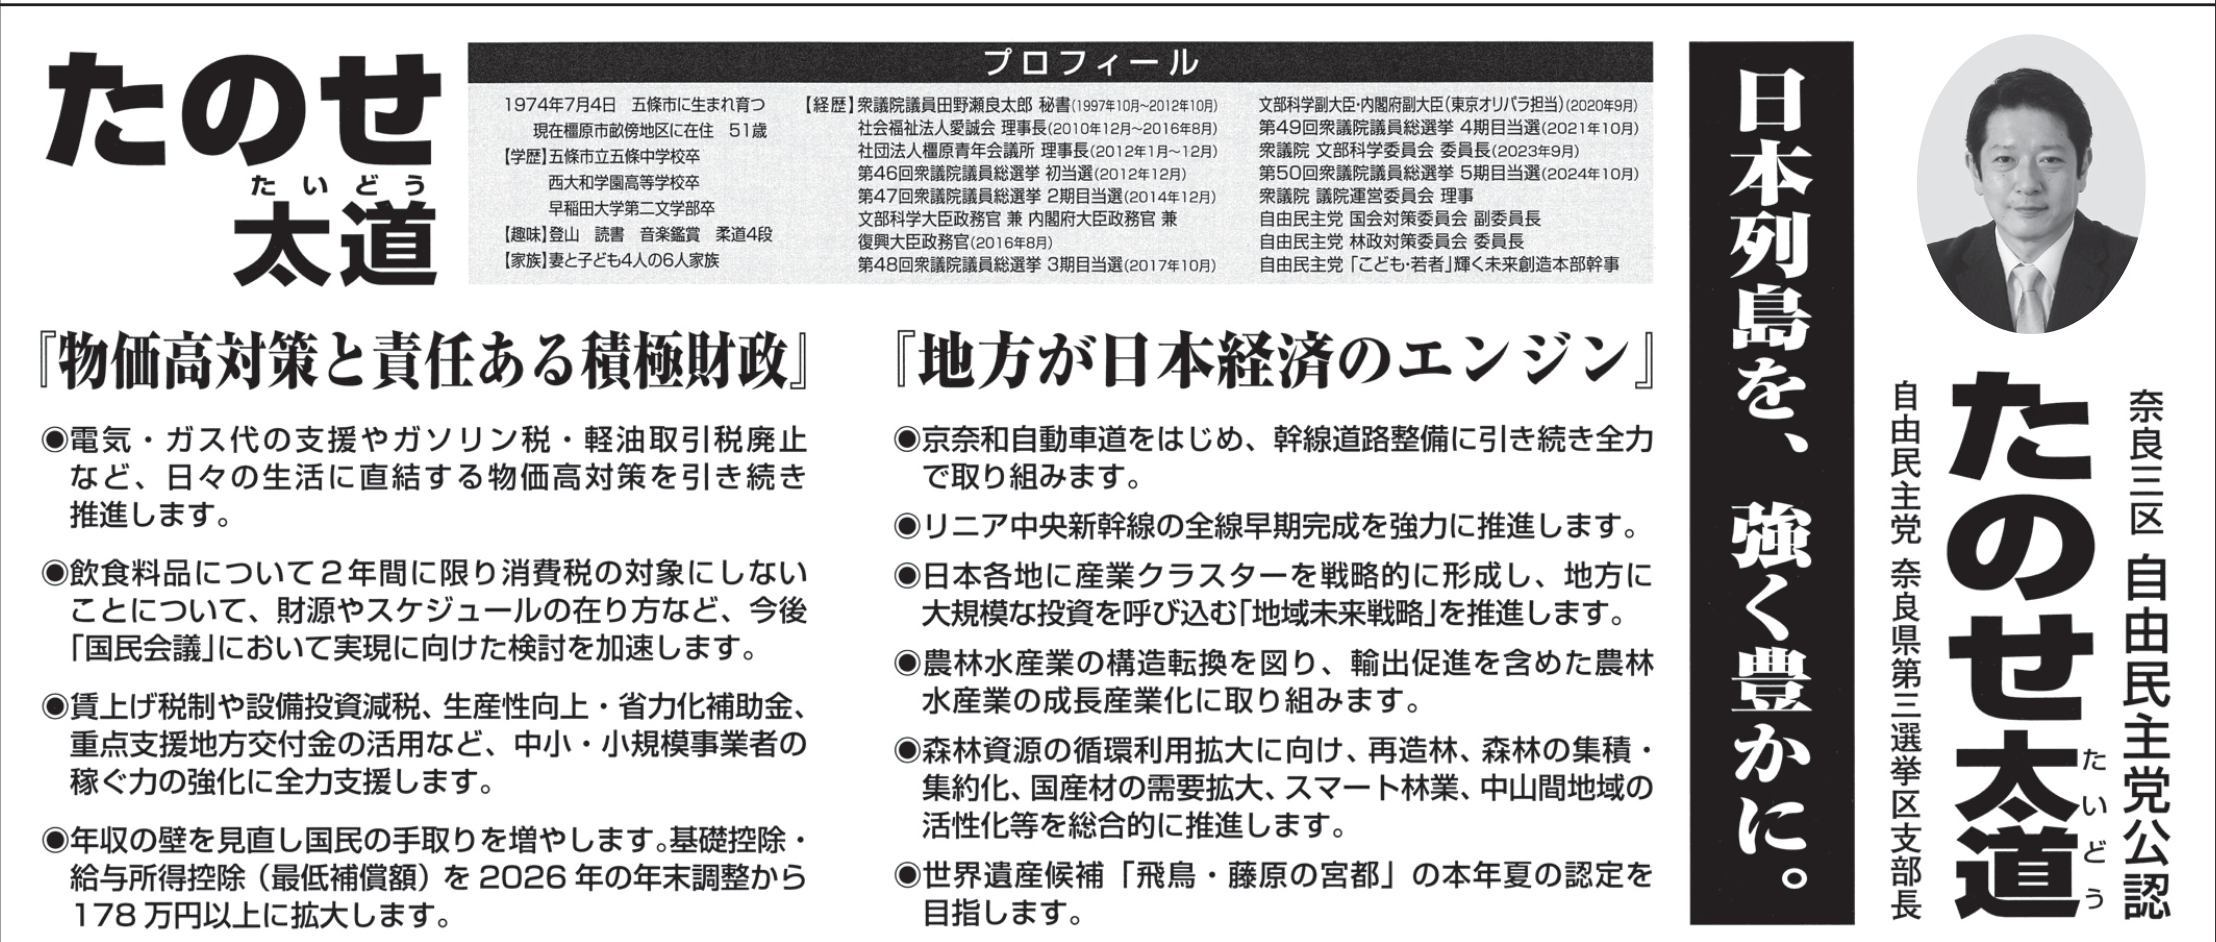 奈良三区 自由民主党公認
たのせ太道
たいどう
自由民主党 奈良県第三選挙区支部長
日本列島を、強く豊かに。
たのせ
たいどう
太道
プロフィール
1974年7月4日 五條市に生まれ育つ
現在橿原市畝傍地区に在住 51歳
【学歴】五條市立五條中学校卒
西大和学園高等学校卒
早稲田大学第二文学部卒
【趣味】登山 読書 音楽鑑賞 柔道4段
【家族】妻と子ども4人の6人家族
【経歴】衆議院議員田野瀬良太郎 秘書(1997年10月~2012年10月)
社会福祉法人愛誠会 理事長(2010年12月~2016年8月)
社団法人橿原青年会議所 理事長(2012年1月~12月)
第46回衆議院議員総選挙 初当選(2012年12月)
第47回衆議院議員総選挙 2期目当選(2014年12月)
文部科学大臣政務官 兼 内閣府大臣政務官 兼
復興大臣政務官(2016年8月)
第48回衆議院議員総選挙 3期目当選(2017年10月)
文部科学副大臣・内閣府副大臣(東京オリパラ担当)(2020年9月)
第49回衆議院議員総選挙 4期目当選(2021年10月)
衆議院 文部科学委員会 委員長(2023年9月)
第50回衆議院議員総選挙 5期目当選(2024年10月)
衆議院 議院運営委員会 理事
自由民主党 国会対策委員会 副委員長
自由民主党 林政対策委員会 委員長
自由民主党 「こども・若者」輝く未来創造本部幹事
『地方が日本経済のエンジン』
◉京奈和自動車道をはじめ、幹線道路整備に引き続き全力
で取り組みます。
◉リニア中央新幹線の全線早期完成を強力に推進します。
◉日本各地に産業クラスターを戦略的に形成し、地方に
大規模な投資を呼び込む「地域未来戦略」を推進します。
◉農林水産業の構造転換を図り、輸出促進を含めた農林
水産業の成長産業化に取り組みます。
◉森林資源の循環利用拡大に向け、再造林、森林の集積・
集約化、国産材の需要拡大、スマート林業、中山間地域の
活性化等を総合的に推進します。
◉世界遺産候補「飛鳥・藤原の宮都」の本年夏の認定を
目指します。
『物価高対策と責任ある積極財政』
◉電気・ガス代の支援やガソリン税・軽油取引税廃止
など、日々の生活に直結する物価高対策を引き続き
推進します。
◉飲食料品について2年間に限り消費税の対象にしない
ことについて、財源やスケジュールの在り方など、今後
「国民会議」において実現に向けた検討を加速します。
◉賃上げ税制や設備投資減税、生産性向上・省力化補助金、
重点支援地方交付金の活用など、中小・小規模事業者の
稼ぐ力の強化に全力支援します。
◉年収の壁を見直し国民の手取りを増やします。基礎控除・
給与所得控除(最低補償額)を2026年の年末調整から
178万円以上に拡大します。